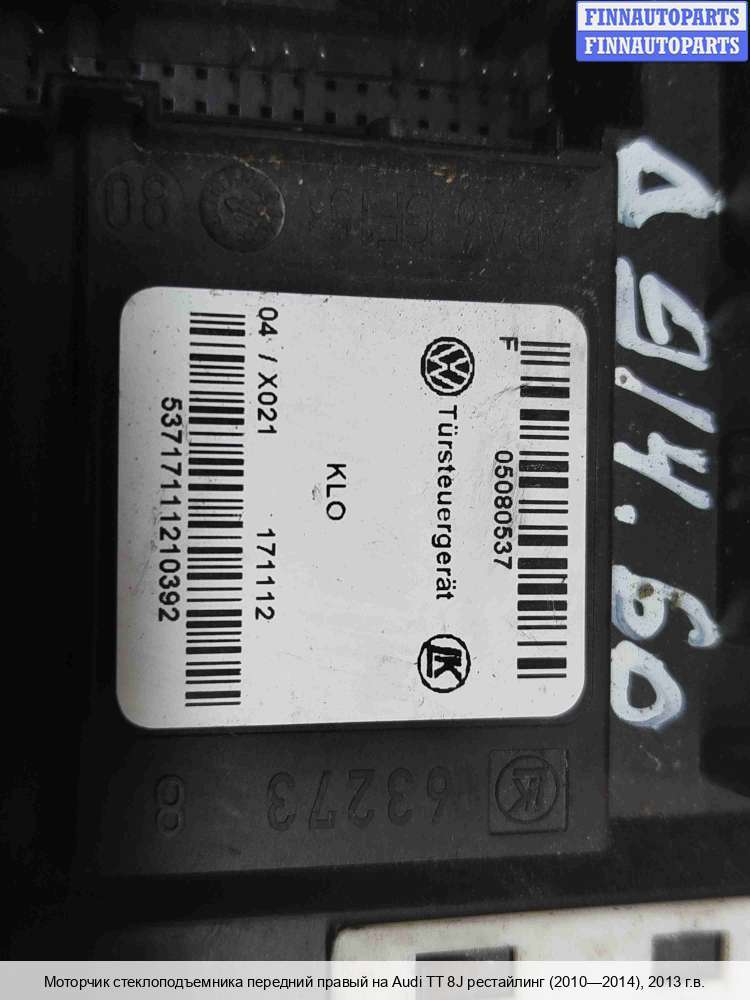 FINNAUTOPARTS
FINNAUTOPARTS
F
05080537
Türsteuergerät
KLO
04 / X021 171112
5371711121039​2
63273
Моторчик стеклоподъемника передний правый на Audi TT 8J рестайлинг (2010—2014), 2013 г.в.